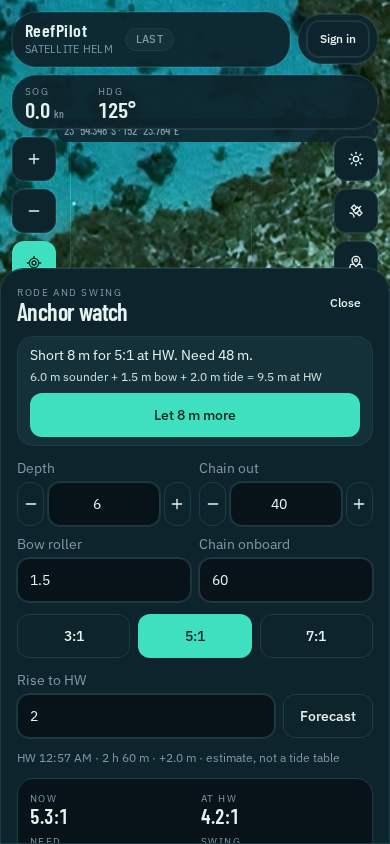 ReefPilot
SATELLITE HELM
LAST
Sign in
SOG
HDG
0.0 kn
125°
+
−
Close
RODE AND SWING
Anchor watch
Short 8 m for 5:1 at HW. Need 48 m.
6.0 m sounder + 1.5 m bow + 2.0 m tide = 9.5 m at HW
Let 8 m more
Depth
Chain out
− 6 +
− 40 +
Bow roller
Chain onboard
1.5
60
3:1
5:1
7:1
Rise to HW
2
Forecast
HW 12:57 AM · 2 h 60 m · +2.0 m · estimate, not a tide table
NOW
AT HW
5.3:1
4.2:1
NEED
SWING